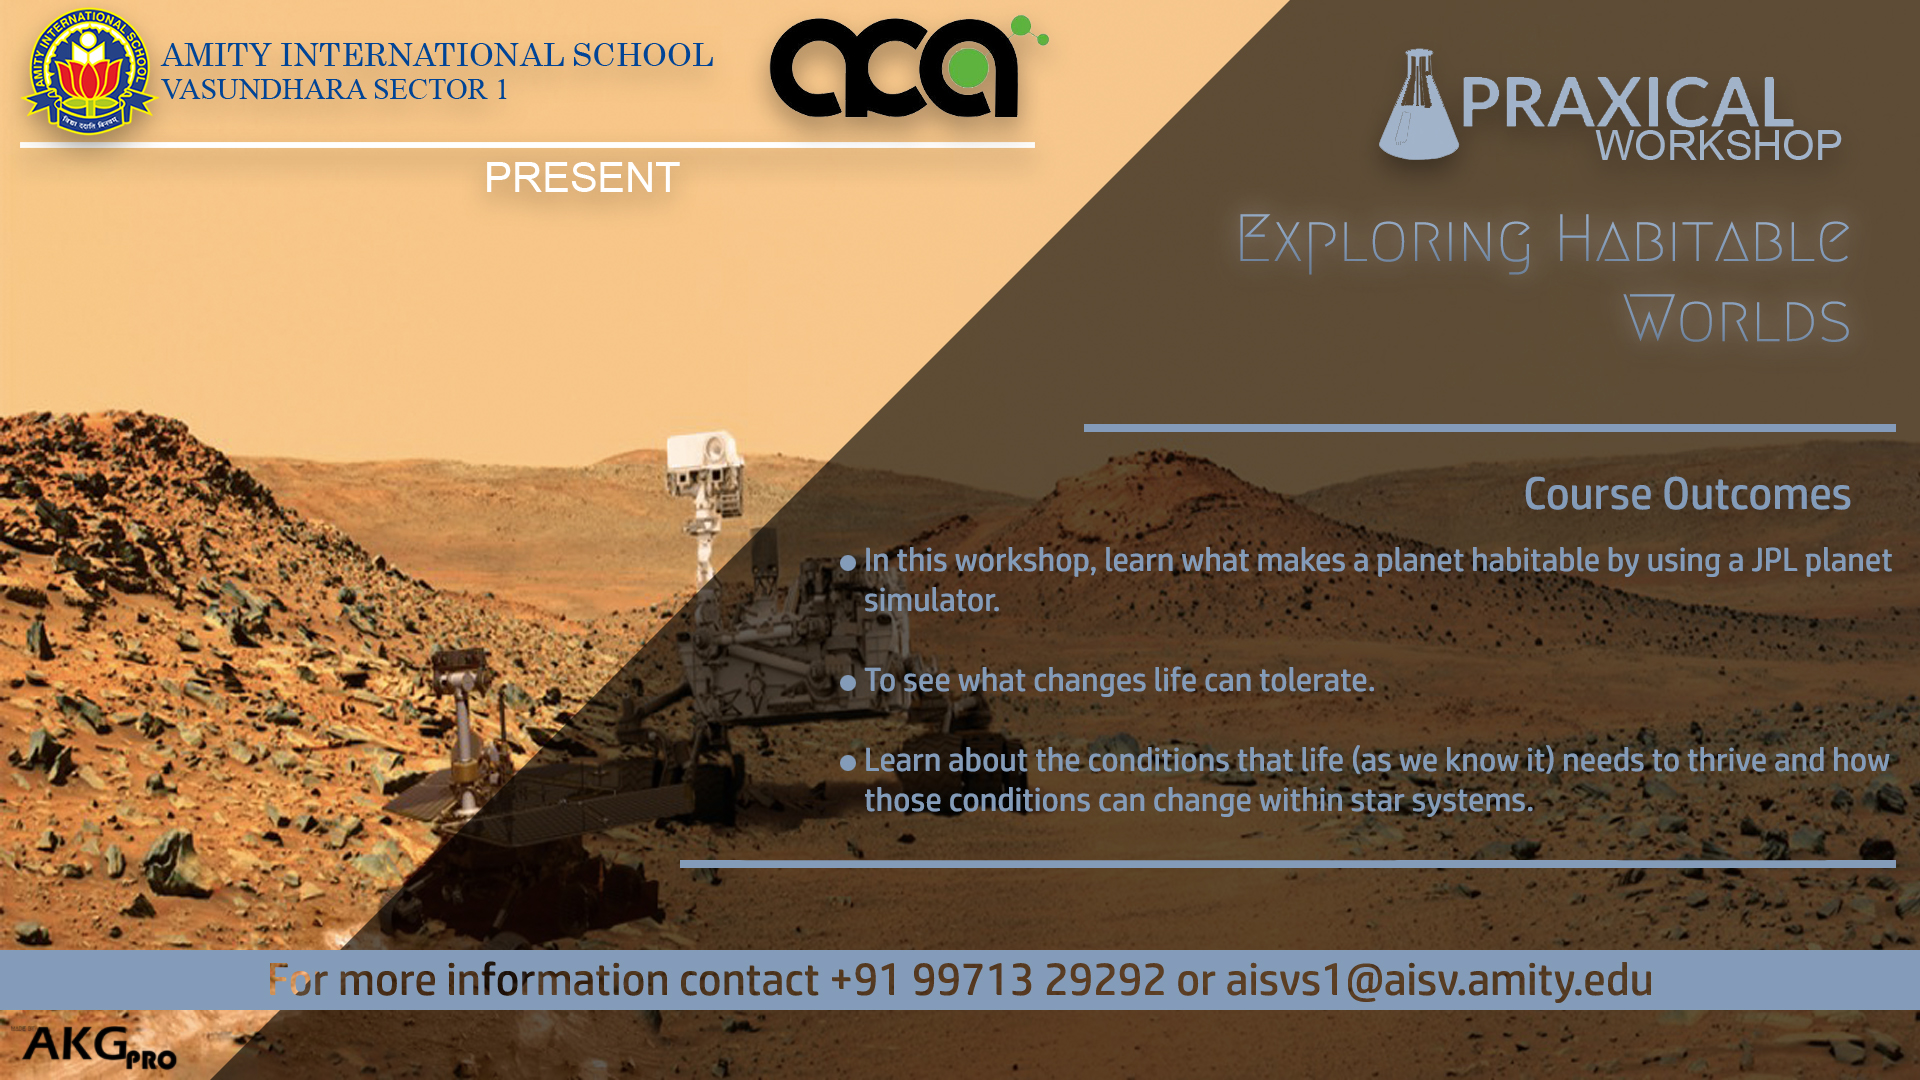 AMITY INTERNATIONAL SCHOOL
AMITY INTERNATIONAL SCHOOL
VASUNDHARA SECTOR 1
aca
PRESENT
PRAXICAL
WORKSHOP
Exploring Habitable
Worlds
Course Outcomes
• In this workshop, learn what makes a planet habitable by using a JPL planet
simulator.
• To see what changes life can tolerate.
• Learn about the conditions that life (as we know it) needs to thrive and how
those conditions can change within star systems.
For more information contact +91 99713 29292 or aisvs1@aisv.amity.edu
AKG
PRO